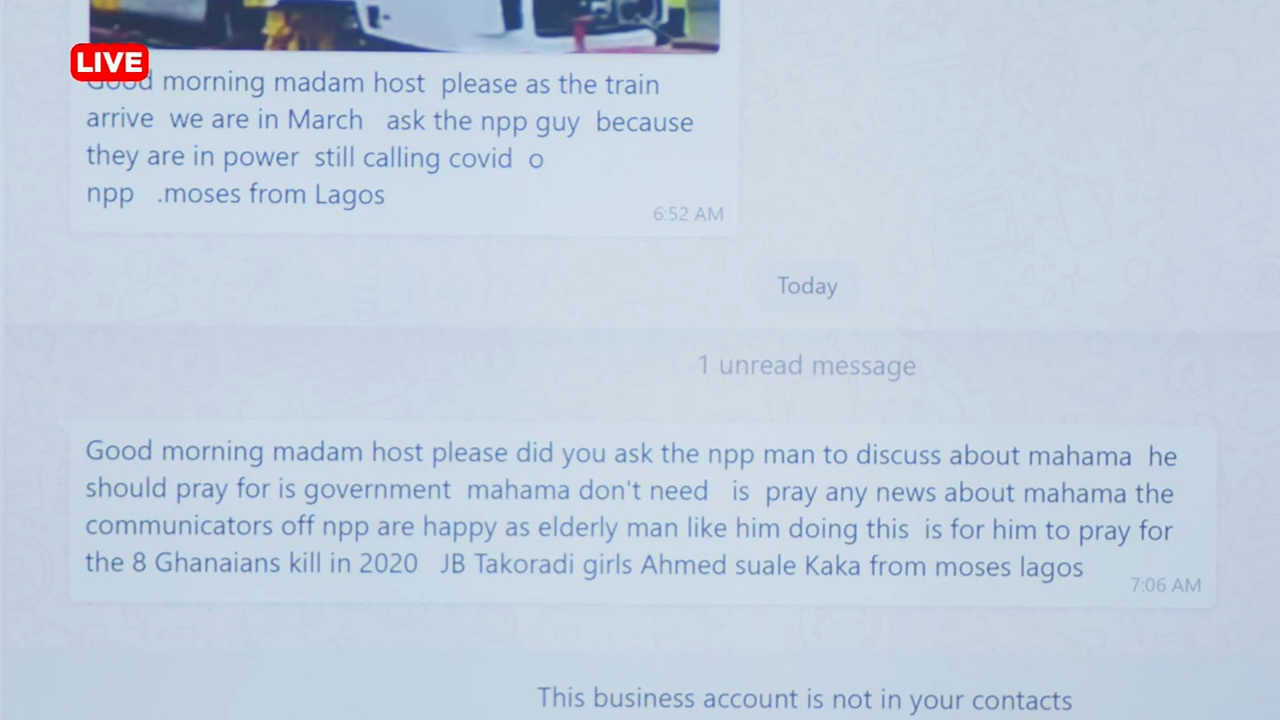 LIVE
Good morning madam host please as the train
arrive we are in March ask the npp guy because
they are in power still calling covid o
npp .moses from Lagos
6:52 AM
Today
1 unread message
Good morning madam host please did you ask the npp man to discuss about mahama he
should pray for is government mahama don't need is pray any news about mahama the
communicators off npp are happy as elderly man like him doing this is for him to pray for
the 8 Ghanaians kill in 2020 JB Takoradi girls Ahmed suale Kaka from moses lagos
7:06 AM
This business account is not in your contacts